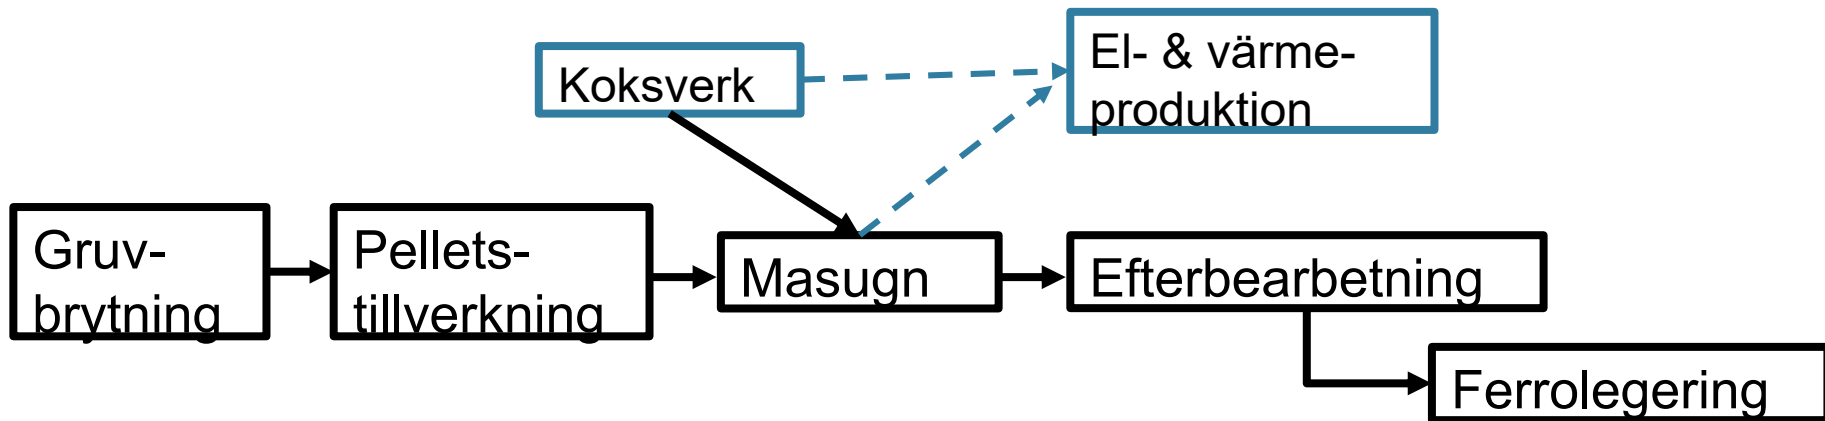 Koksverk
El- & värme-
produktion
Gruv-
brytning
Pellets-
tillverkning
Masugn
Efterbearbetning
Ferrolegering